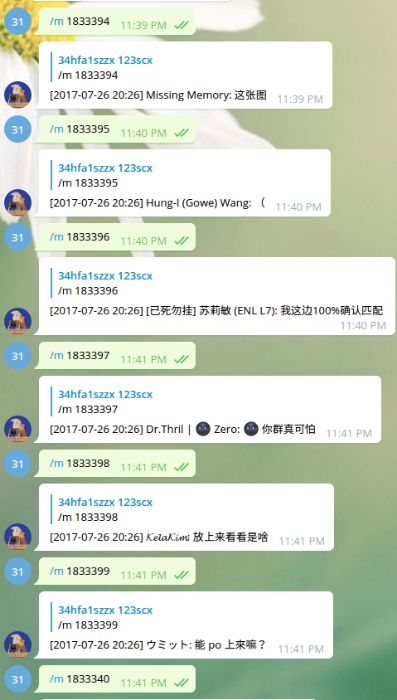 31
/m 1833394 11:39 PM
34hfa1szzx 123scx
/m 1833394
[2017-07-26 20:26] Missing Memory: 这张图 11:39 PM
31
/m 1833395 11:40 PM
34hfa1szzx 123scx
/m 1833395
[2017-07-26 20:26] Hung-I (Gowe) Wang: （ 11:40 PM
31
/m 1833396 11:40 PM
34hfa1szzx 123scx
/m 1833396
[2017-07-26 20:26] [已死勿挂] 苏莉敏 (ENL L7): 我这边100%确认匹配
11:40 PM
31
/m 1833397 11:41 PM
34hfa1szzx 123scx
/m 1833397
[2017-07-26 20:26] Dr.Thril | 🌚 Zero: 🌚 你群真可怕 11:41 PM
31
/m 1833398 11:41 PM
34hfa1szzx 123scx
/m 1833398
[2017-07-26 20:26] 放上来看看是啥 11:41 PM
31
/m 1833399 11:41 PM
34hfa1szzx 123scx
/m 1833399
[2017-07-26 20:26] ウミット: 能 po 上來嘛？ 11:41 PM
31
/m 1833340 11:41 PM